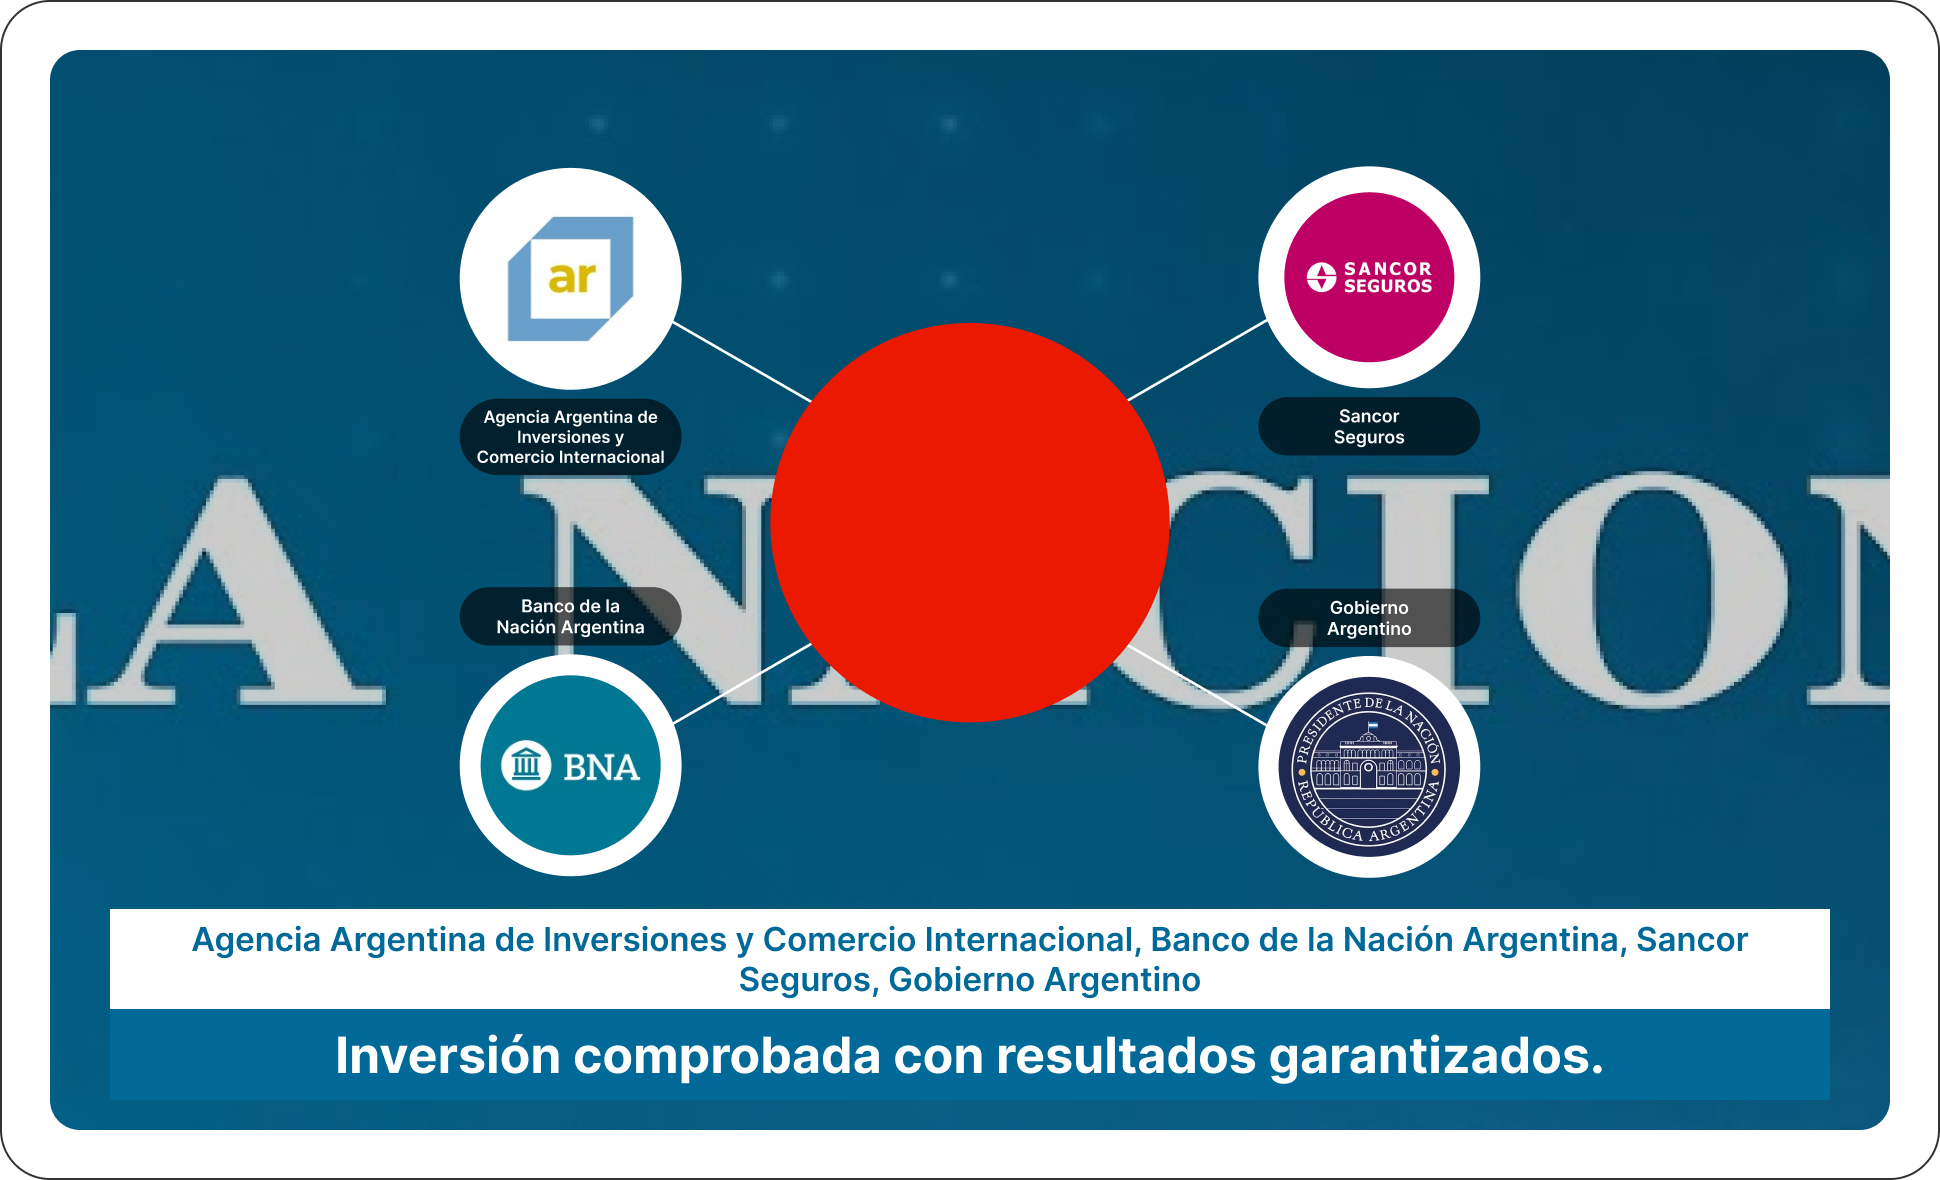 ar
SANCOR
SEGUROS
Agencia Argentina de
Inversiones y
Comercio Internacional
Sancor
Seguros
LA NACION
Banco de la
Nación Argentina
Gobierno
Argentino
BNA
PRESIDENTE DE LA NACIÓN
REPÚBLICA ARGENTINA
Agencia Argentina de Inversiones y Comercio Internacional, Banco de la Nación Argentina, Sancor
Seguros, Gobierno Argentino
Inversión comprobada con resultados garantizados.